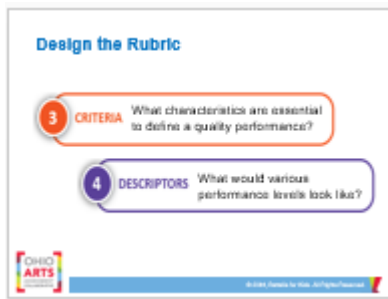 Design the Rubric
3 CRITERIA What characteristics are essential
to define a quality performance?
4 DESCRIPTORS What would various
performance levels look like?
OHIO
ARTS